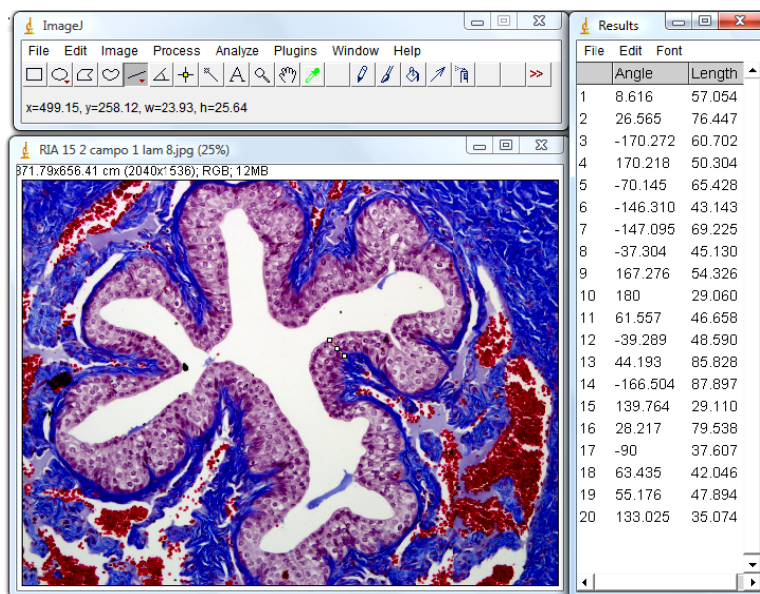 ImageJ
File Edit Image Process Analyze Plugins Window Help
A >>
x=499.15, y=258.12, w=23.93, h=25.64
RIA 15 2 campo 1 lam 8.jpg (25%)
871.79x656.41 cm (2040x1536); RGB; 12MB
Results
File Edit Font
Angle Length
1 8.616 57.054
2 26.565 76.447
3 -170.272 60.702
4 170.218 50.304
5 -70.145 65.428
6 -146.310 43.143
7 -147.095 69.225
8 -37.304 45.130
9 167.276 54.326
10 180 29.060
11 61.557 46.658
12 -39.289 48.590
13 44.193 85.828
14 -166.504 87.897
15 139.764 29.110
16 28.217 79.538
17 -90 37.607
18 63.435 42.046
19 55.176 47.894
20 133.025 35.074